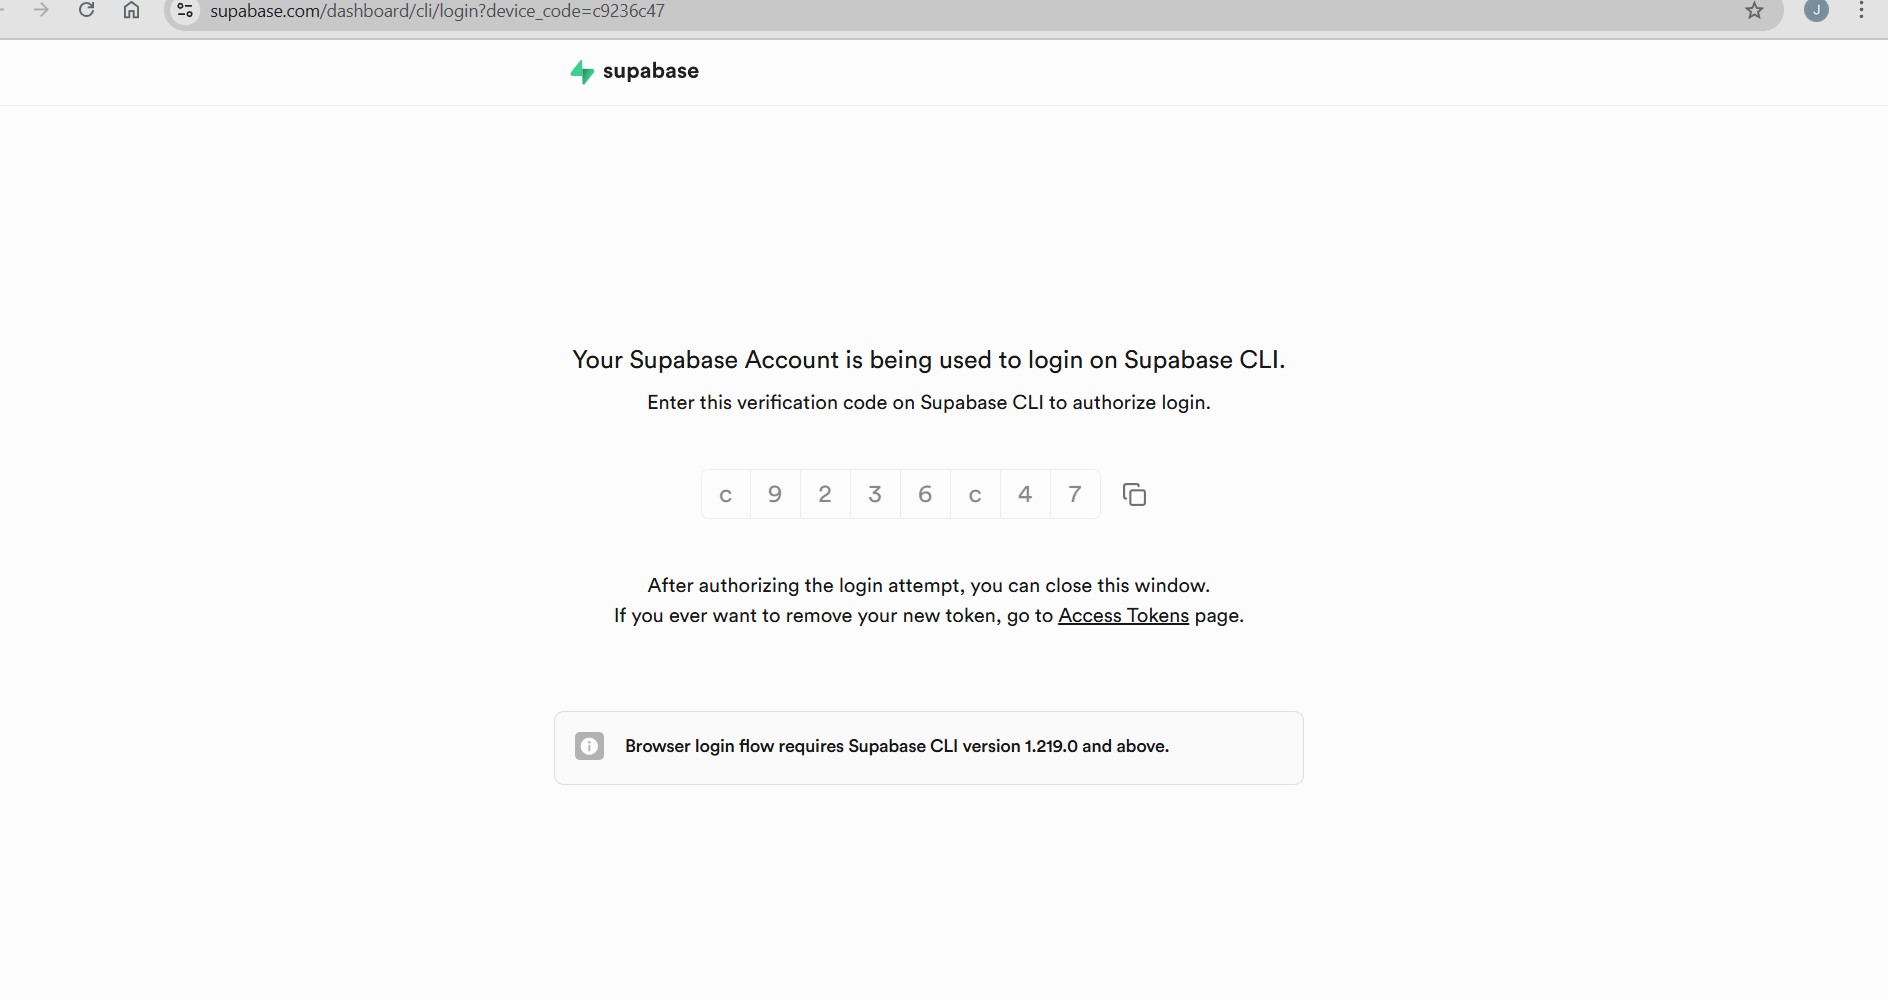 supabase.com/dashboard/cli/login?device_code=c9236c47
J
supabase
Your Supabase Account is being used to login on Supabase CLI.
Enter this verification code on Supabase CLI to authorize login.
c 9 2 3 6 c 4 7
After authorizing the login attempt, you can close this window.
If you ever want to remove your new token, go to Access Tokens page.
Browser login flow requires Supabase CLI version 1.219.0 and above.